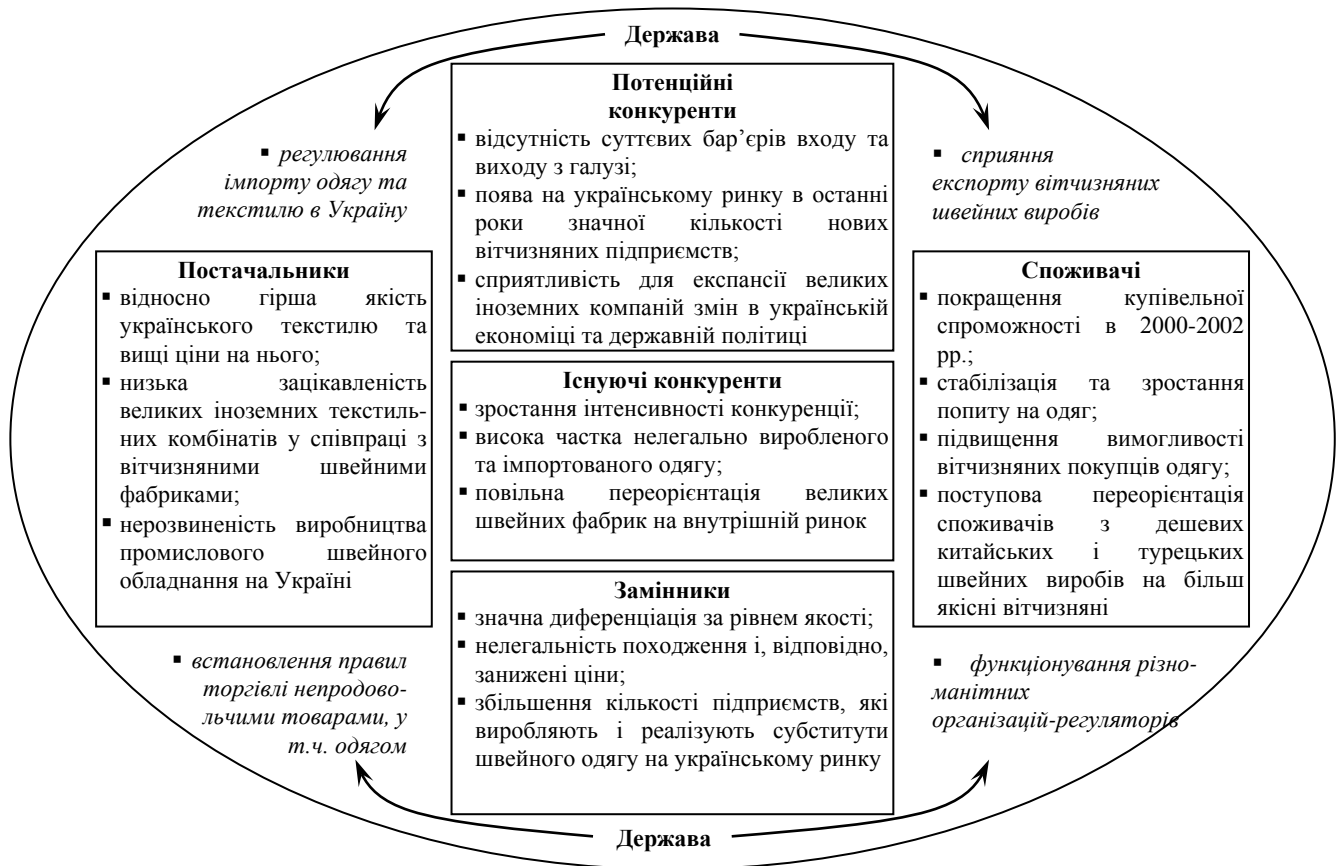 Держава
Потенційні
конкуренти
▪ відсутність суттєвих бар’єрів входу та
виходу з галузі;
▪ поява на українському ринку в останні
роки значної кількості нових
вітчизняних підприємств;
▪ сприятливість для експансії великих
іноземних компаній змін в українській
економіці та державній політиці
▪ регулювання
імпорту одягу та
текстилю в Україну
▪ сприяння
експорту вітчизняних
швейних виробів
Постачальники
▪ відносно гірша якість
українського текстилю та
вищі ціни на нього;
▪ низька зацікавленість
великих іноземних текстиль-
них комбінатів у співпраці з
вітчизняними швейними
фабриками;
▪ нерозвиненість виробництва
промислового швейного
обладнання на Україні
Існуючі конкуренти
▪ зростання інтенсивності конкуренції;
▪ висока частка нелегально виробленого
та імпортованого одягу;
▪ повільна переорієнтація великих
швейних фабрик на внутрішній ринок
Споживачі
▪ покращення купівельної
спроможності в 2000-2002
рр.;
▪ стабілізація та зростання
попиту на одяг;
▪ підвищення вимогливості
вітчизняних покупців одягу;
▪ поступова переорієнтація
споживачів з дешевих
китайських і турецьких
швейних виробів на більш
якісні вітчизняні
Замінники
▪ значна диференціація за рівнем якості;
▪ нелегальність походження і, відповідно,
занижені ціни;
▪ збільшення кількості підприємств, які
виробляють і реалізують субститути
швейного одягу на українському ринку
▪ встановлення правил
торгівлі непродово-
льчими товарами, у
т.ч. одягом
▪ функціонування різно-
манітних
організацій-регуляторів
Держава